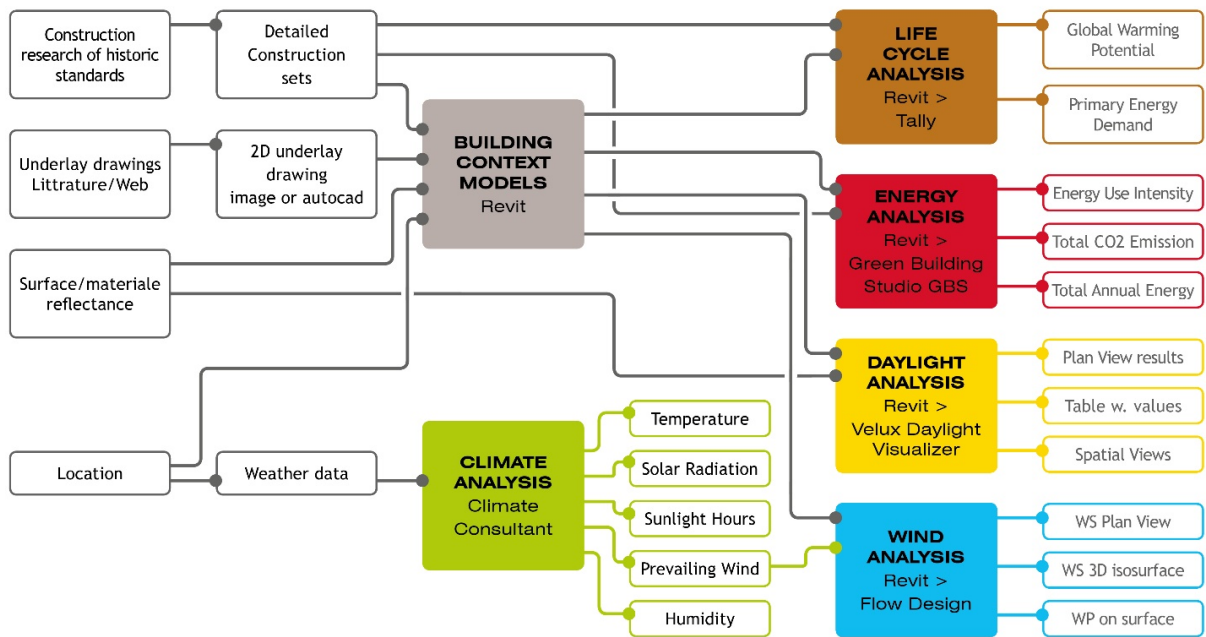 Construction
research of historic
standards
Detailed
Construction
sets
Underlay drawings
Littrature/Web
2D underlay
drawing
image or autocad
Surface/materiale
reflectance
Location
Weather data
BUILDING
CONTEXT
MODELS
Revit
CLIMATE
ANALYSIS
Climate
Consultant
Temperature
Solar Radiation
Sunlight Hours
Prevailing Wind
Humidity
LIFE
CYCLE
ANALYSIS
Revit >
Tally
Global Warming
Potential
Primary Energy
Demand
ENERGY
ANALYSIS
Revit >
Green Building
Studio GBS
Energy Use Intensity
Total CO2 Emission
Total Annual Energy
DAYLIGHT
ANALYSIS
Revit >
Velux Daylight
Visualizer
Plan View results
Table w. values
Spatial Views
WIND
ANALYSIS
Revit >
Flow Design
WS Plan View
WS 3D isosurface
WP on surface